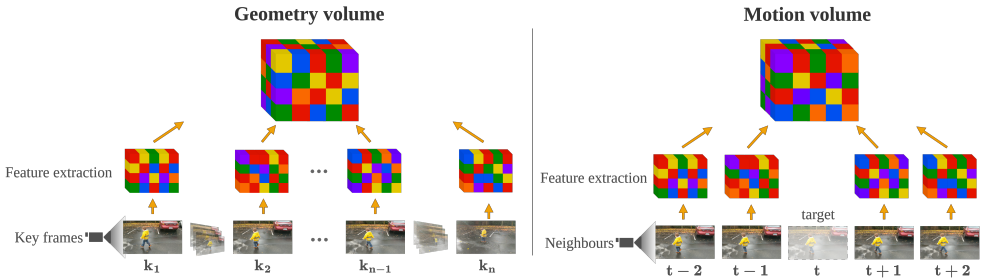 Geometry volume
Feature extraction
...
Key frames
...
k₁
k₂
kₙ₋₁
kₙ
Motion volume
Feature extraction
target
Neighbours
t − 2
t − 1
t
t + 1
t + 2